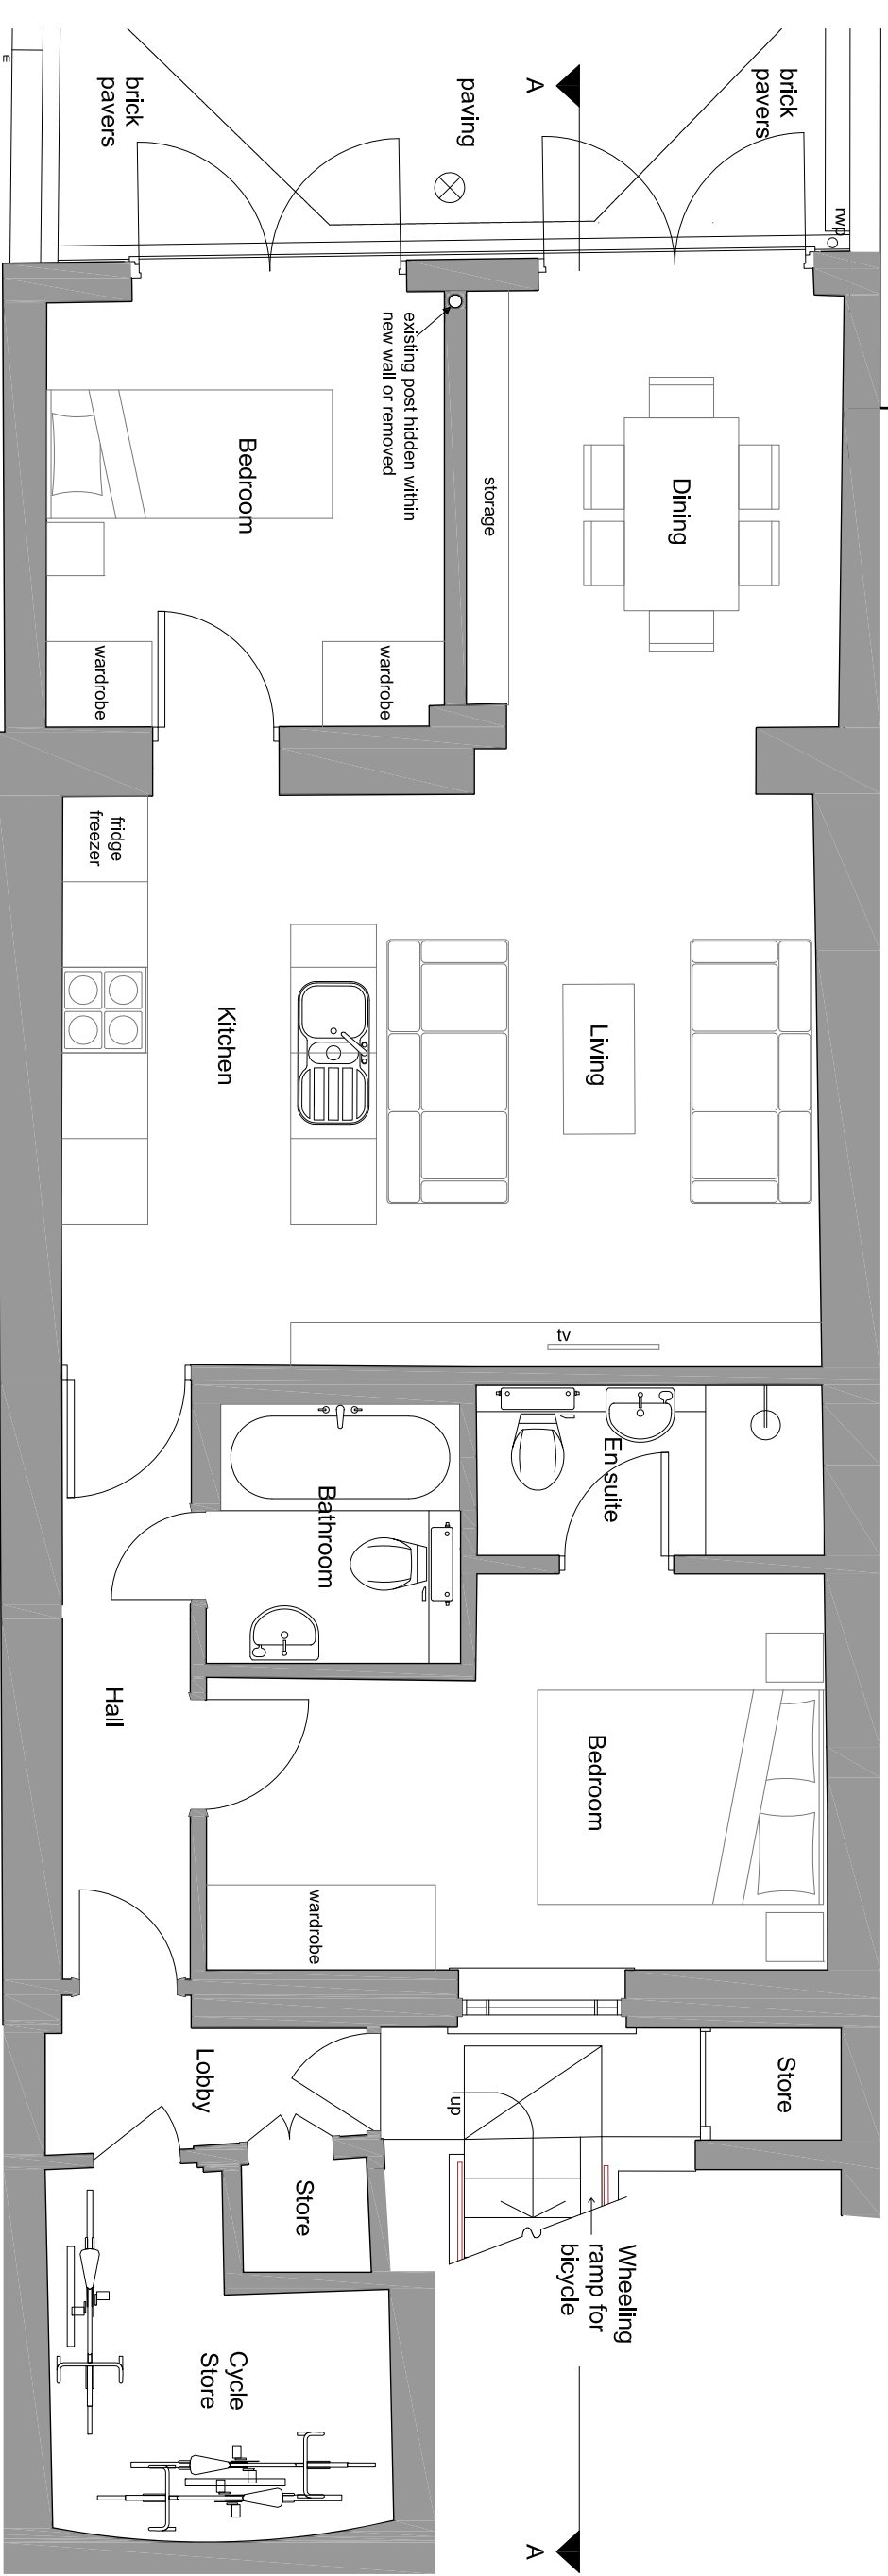 brick
pavers
paving
A
brick
pavers
rwp
m
existing post hidden within
new wall or removed
Bedroom
storage
Dining
wardrobe
wardrobe
fridge
freezer
Kitchen
Living
tv
En suite
Bathroom
Hall
Bedroom
wardrobe
Lobby
up
Store
Store
Wheeling
ramp for
bicycle
Cycle
Store
A